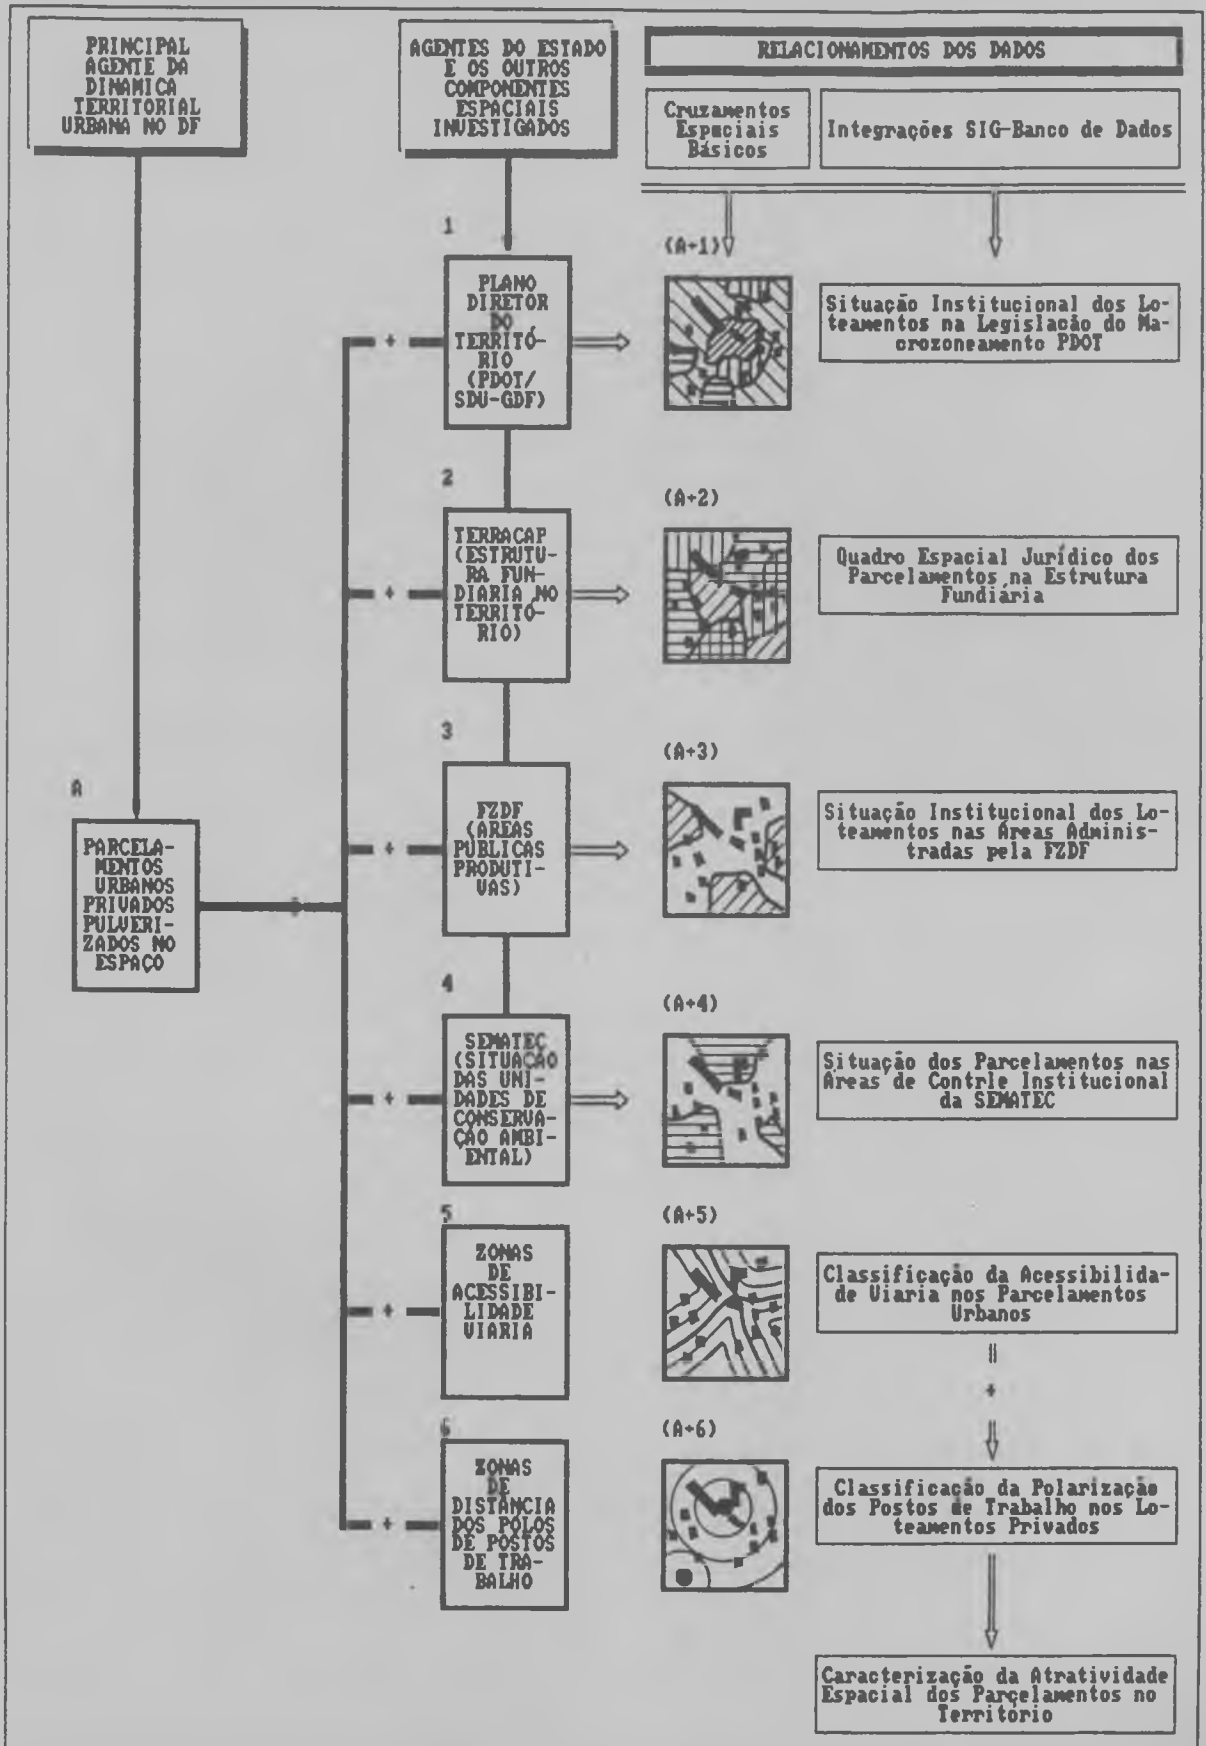 PRINCIPAL
AGENTE DA
DINAMICA
TERRITORIAL
URBANA NO DF
AGENTES DO ESTADO
E OS OUTROS
COMPONENTES
ESPACIAIS
INVESTIGADOS
RELACIONAMENTOS DOS DADOS
Cruzamentos
Espaciais
Básicos
Integrações SIG-Banco de Dados
1
PLANO
DIRETOR
DO
TERRITÓ-
RIO
(PDOT/
SDU-GDF)
(A+1)
Situação Institucional dos Lo-
teamentos na Legislacão do Ma-
crozoneamento PDOT
+
2
TERRACAP
(ESTRUTU-
RA FUN-
DIARIA NO
TERRITÓ-
RIO)
(A+2)
Quadro Espacial Jurídico dos
Parcelamentos na Estrutura
Fundiária
+
3
FZDF
(ÁREAS
PÚBLICAS
PRODUTI-
VAS)
(A+3)
Situação Institucional dos Lo-
teamentos nas Áreas Adminis-
tradas pela FZDF
+
A
PARCELA-
MENTOS
URBANOS
PRIVADOS
PULVERI-
ZADOS NO
ESPAÇO
4
SEMATEC
(SITUAÇÃO
DAS UNI-
DADES DE
CONSERVA-
ÇÃO AMBI-
ENTAL)
(A+4)
Situação dos Parcelamentos nas
Áreas de Contrle Institucional
da SEMATEC
+
5
ZONAS
DE
ACESSIBI-
LIDADE
VIARIA
(A+5)
Classificação da Acessibilida-
de Viaria nos Parcelamentos
Urbanos
+
+
6
ZONAS
DE
DISTÂNCIA
DOS PÓLOS
DE POSTOS
DE TRA-
BALHO
(A+6)
Classificação da Polarização
dos Postos de Trabalho nos Lo-
teamentos Privados
+
Caracterização da Atratividade
Espacial dos Parcelamentos no
Território